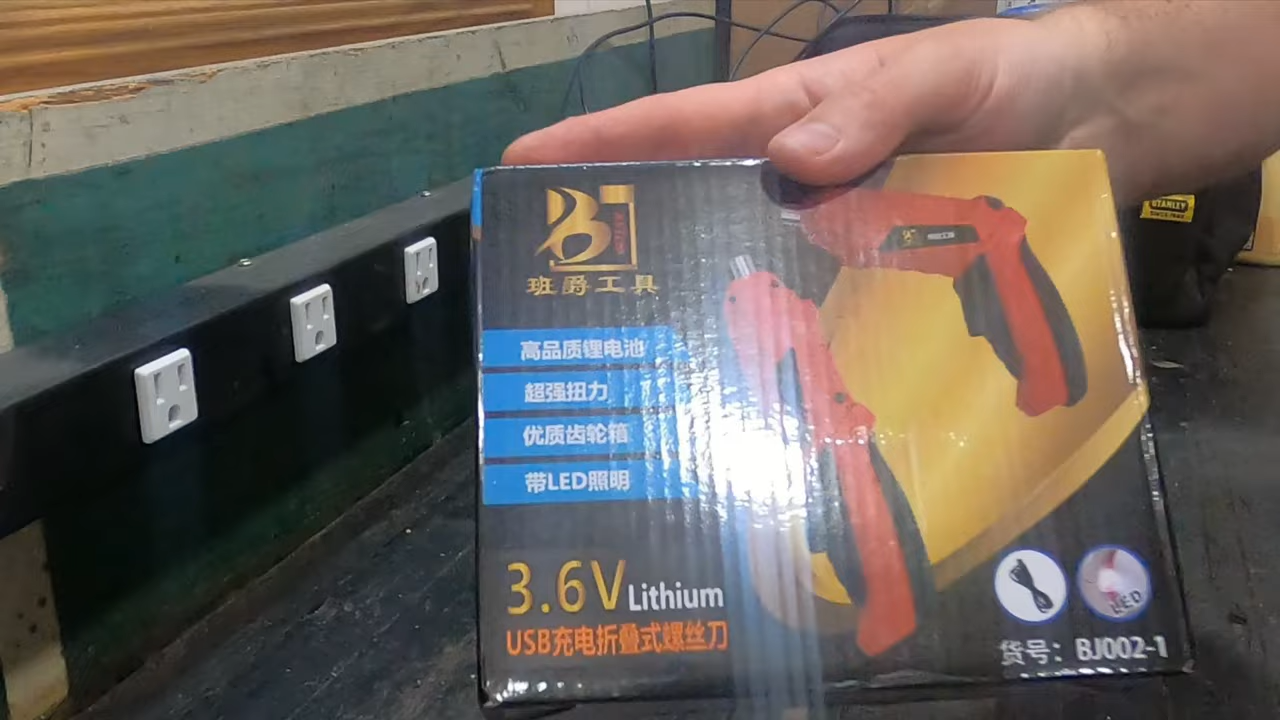 班爵工具
高品质锂电池
超强扭力
优质齿轮箱
带LED照明
3.6V Lithium
USB充电折叠式螺丝刀
LED
货号：BJ002-1
STANLEY